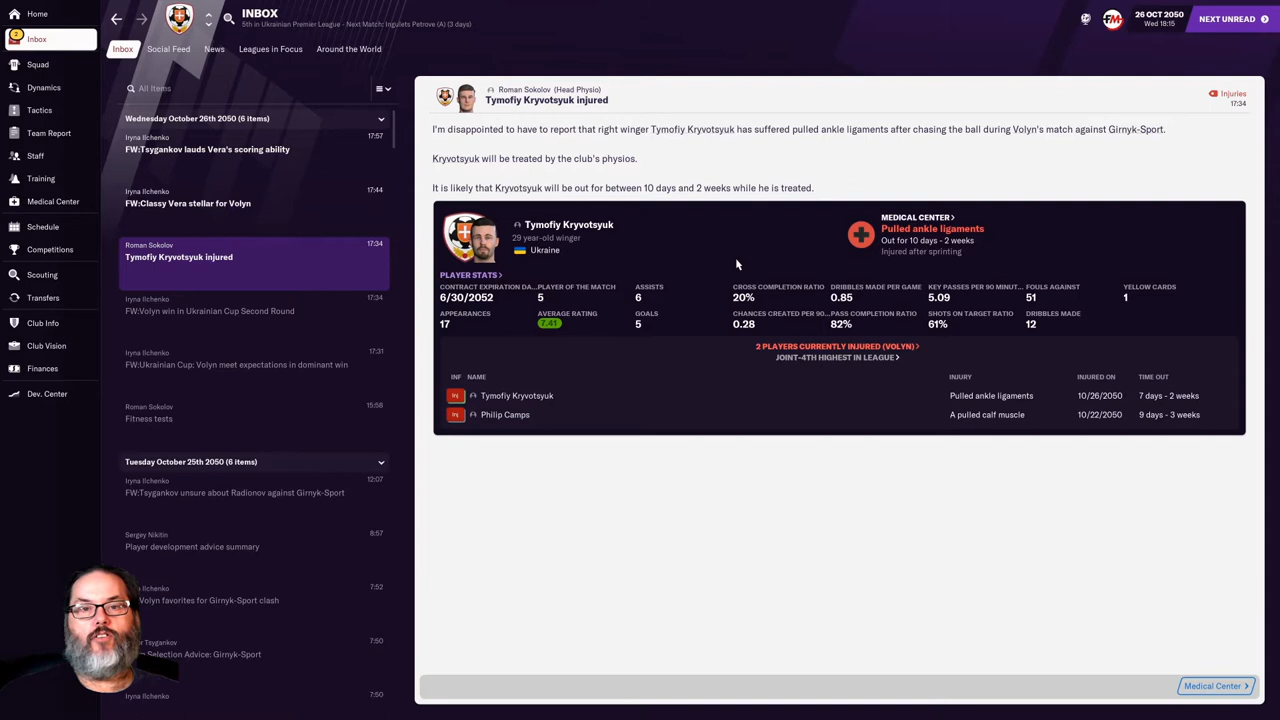 Home
INBOX
5th in Ukrainian Premier League - Next Match: Ingulets Petrove (A) (3 days)
26 OCT 2050
Wed 18:15
NEXT UNREAD
2
Inbox
Squad
Dynamics
Tactics
Team Report
Staff
Training
Medical Center
Schedule
Competitions
Scouting
Transfers
Club Info
Club Vision
Finances
Dev. Center
Inbox
Social Feed
News
Leagues in Focus
Around the World
All Items
Wednesday October 26th 2050 (6 items)
Iryna Ilchenko
17:57
FW:Tsygankov lauds Vera's scoring ability
Iryna Ilchenko
17:44
FW:Classy Vera stellar for Volyn
Roman Sokolov
17:34
Tymofiy Kryvotsyuk injured
Iryna Ilchenko
17:34
FW:Volyn win in Ukrainian Cup Second Round
Iryna Ilchenko
17:31
FW:Ukrainian Cup: Volyn meet expectations in dominant win
Roman Sokolov
15:58
Fitness tests
Tuesday October 25th 2050 (6 items)
Iryna Ilchenko
12:07
FW:Tsygankov unsure about Radionov against Girnyk-Sport
Sergey Nikitin
8:57
Player development advice summary
Ilchenko
7:52
Volyn favorites for Girnyk-Sport clash
Tsygankov
7:50
Selection Advice: Girnyk-Sport
Iryna Ilchenko
7:50
Roman Sokolov (Head Physio)
Tymofiy Kryvotsyuk injured
Injuries
17:34
I'm disappointed to have to report that right winger Tymofiy Kryvotsyuk has suffered pulled ankle ligaments after chasing the ball during Volyn's match against Girnyk-Sport.
Kryvotsyuk will be treated by the club's physios.
It is likely that Kryvotsyuk will be out for between 10 days and 2 weeks while he is treated.
Tymofiy Kryvotsyuk
29 year-old winger
Ukraine
MEDICAL CENTER
Pulled ankle ligaments
Out for 10 days - 2 weeks
Injured after sprinting
PLAYER STATS
CONTRACT EXPIRATION DA...
PLAYER OF THE MATCH
ASSISTS
CROSS COMPLETION RATIO
DRIBBLES MADE PER GAME
KEY PASSES PER 90 MINUT...
FOULS AGAINST
YELLOW CARDS
6/30/2052
5
6
20%
0.85
5.09
51
1
APPEARANCES
AVERAGE RATING
GOALS
CHANCES CREATED PER 90...
PASS COMPLETION RATIO
SHOTS ON TARGET RATIO
DRIBBLES MADE
17
7.41
5
0.28
82%
61%
12
2 PLAYERS CURRENTLY INJURED (VOLYN)
JOINT-4TH HIGHEST IN LEAGUE
INF NAME
INJURY
INJURED ON
TIME OUT
Inj Tymofiy Kryvotsyuk
Pulled ankle ligaments
10/26/2050
7 days - 2 weeks
Inj Philip Camps
A pulled calf muscle
10/22/2050
9 days - 3 weeks
Medical Center